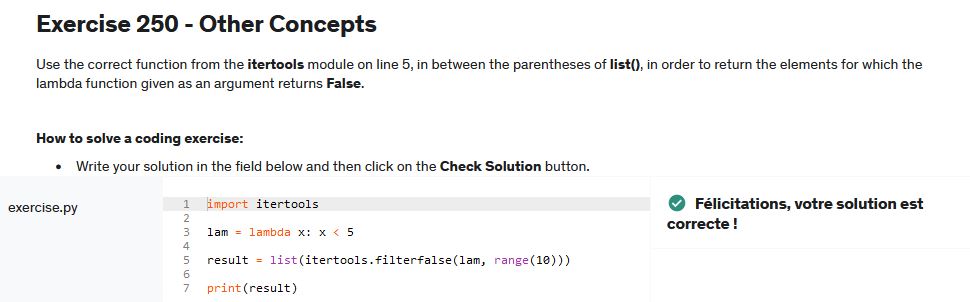 Exercise 250 - Other Concepts
Use the correct function from the itertools module on line 5, in between the parentheses of list(), in order to return the elements for which the
lambda function given as an argument returns False.
How to solve a coding exercise:
• Write your solution in the field below and then click on the Check Solution button.
exercise.py
1 import itertools
2
3 lam = lambda x: x < 5
4
5 result = list(itertools.filterfalse(lam, range(10)))
6
7 print(result)
Félicitations, votre solution est
correcte !